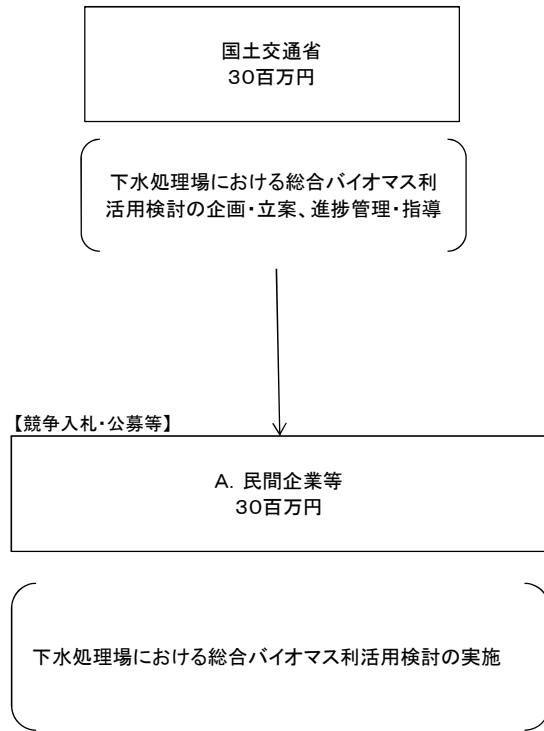 国土交通省
30百万円
下水処理場における総合バイオマス利
活用検討の企画・立案、進捗管理・指導
【競争入札・公募等】
A．民間企業等
30百万円
下水処理場における総合バイオマス利活用検討の実施